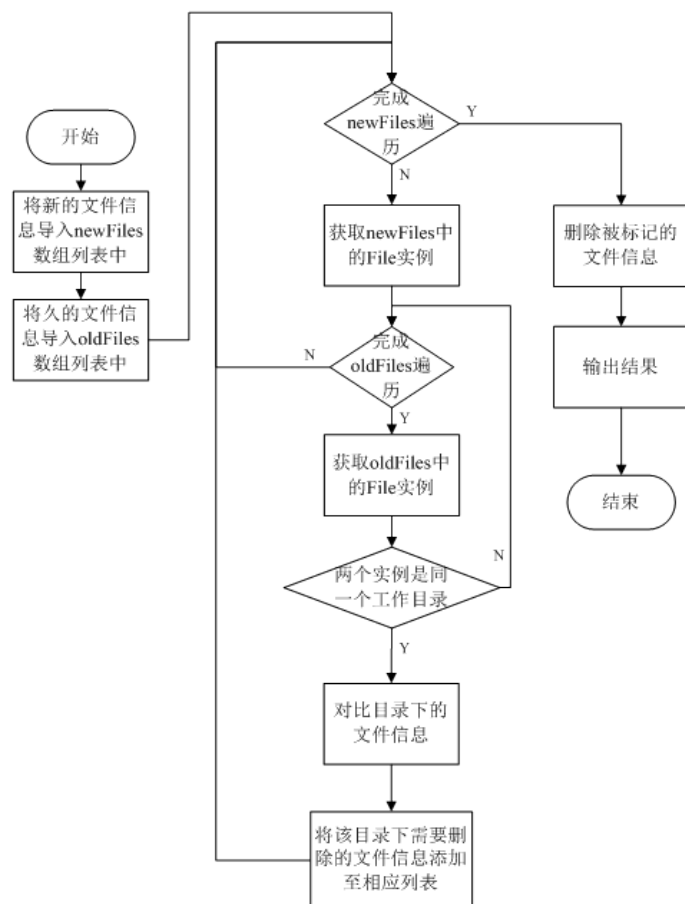 开始
将新的文件信
息导入newFiles
数组列表中
将久的文件信
息导入oldFiles
数组列表中
完成
newFiles遍
历
Y
N
获取newFiles中
的File实例
完成
oldFiles遍
历
N
Y
获取oldFiles中
的File实例
两个实例是同
一个工作目录
N
Y
对比目录下的
文件信息
将该目录下需要删
除的文件信息添加
至相应列表
删除被标记的
文件信息
输出结果
结束